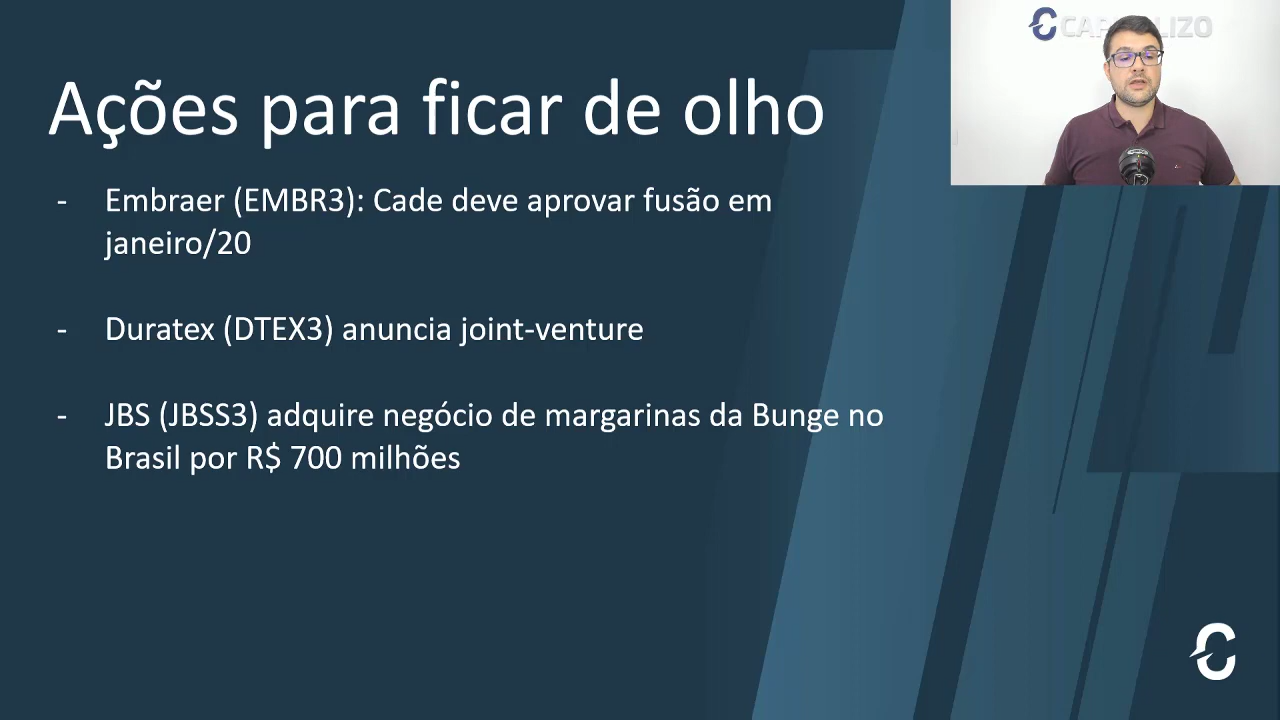 Ações para ficar de olho
- Embraer (EMBR3): Cade deve aprovar fusão em
janeiro/20
- Duratex (DTEX3) anuncia joint-venture
- JBS (JBSS3) adquire negócio de margarinas da Bunge no
Brasil por R$ 700 milhões